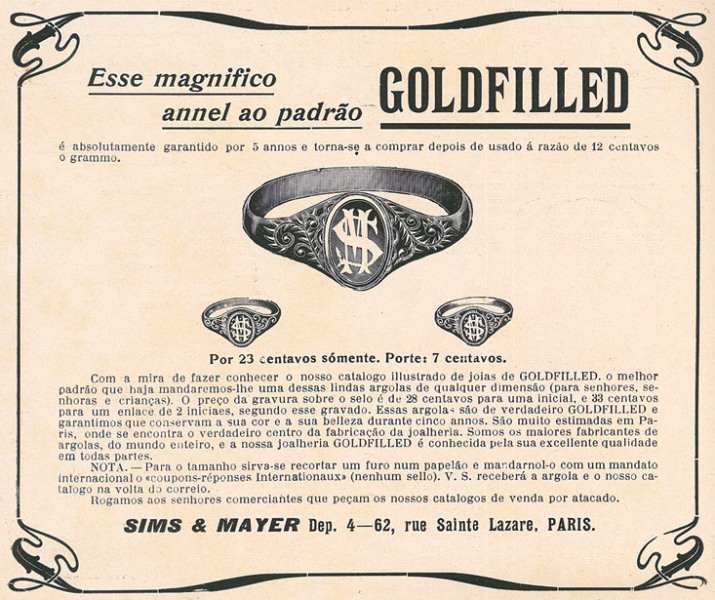 Esse magnifico
annel ao padrão
GOLDFILLED
é absolutamente garantido por 5 annos e torna-se a comprar depois de usado á razão de 12 centavos
o grammo.
Por 23 centavos sómente. Porte: 7 centavos.
Com a mira de fazer conhecer o nosso catalogo illustrado de joias de GOLDFILLED, o melhor
padrão que haja mandaremos-lhe uma dessas lindas argolas de qualquer dimensão (para senhores, se-
nhoras e crianças). O preço da gravura sobre o selo é de 28 centavos para uma inicial, e 33 centavos
para um enlace de 2 iniciaes, segundo esse gravado. Essas argolas são de verdadeiro GOLDFILLED e
garantimos que conservam a sua cor e a sua belleza durante cinco annos. São muito estimadas em Pa-
ris, onde se encontra o verdadeiro centro da fabricação da joalheria. Somos os maiores fabricantes de
argolas, do mundo enteiro, e a nossa joalheria GOLDFILLED é conhecida pela sua excellente qualidade
em todas partes.
NOTA. — Para o tamanho sirva-se recortar um furo num papelão e mandarnol-o com um mandato
internacional o «coupons-réponses Internationaux» (nenhum sello). V. S. receberá a argola e o nosso ca-
talogo na volta do correio.
Rogamos aos senhores comerciantes que peçam os nossos catalogos de venda por atacado.
SIMS & MAYER Dep. 4—62, rue Sainte Lazare, PARIS.